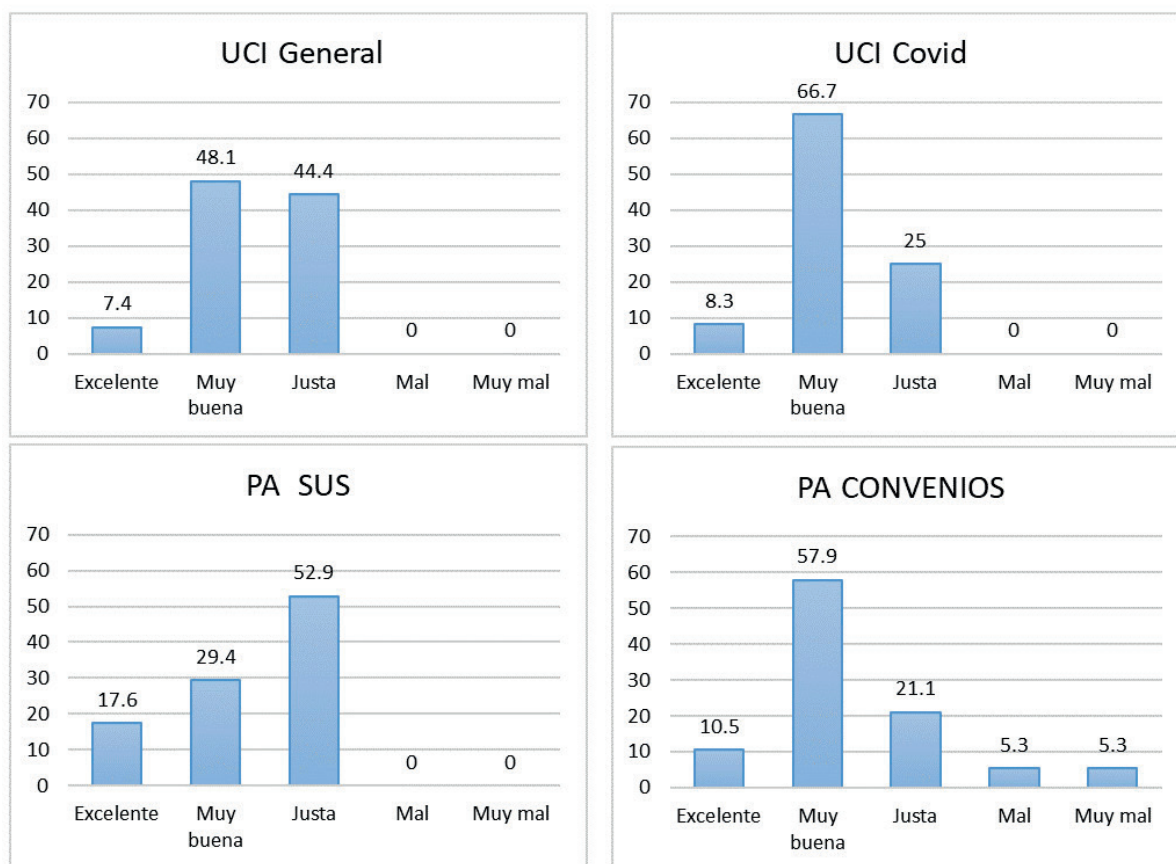 UCI General
70
60
50
40
30
20
10
0
48.1
44.4
7.4
0
0
Excelente
Muy buena
Justa
Mal
Muy mal
UCI Covid
70
60
50
40
30
20
10
0
66.7
25
8.3
0
0
Excelente
Muy buena
Justa
Mal
Muy mal
PA SUS
70
60
50
40
30
20
10
0
52.9
29.4
17.6
0
0
Excelente
Muy buena
Justa
Mal
Muy mal
PA CONVENIOS
70
60
50
40
30
20
10
0
57.9
21.1
10.5
5.3
5.3
Excelente
Muy buena
Justa
Mal
Muy mal